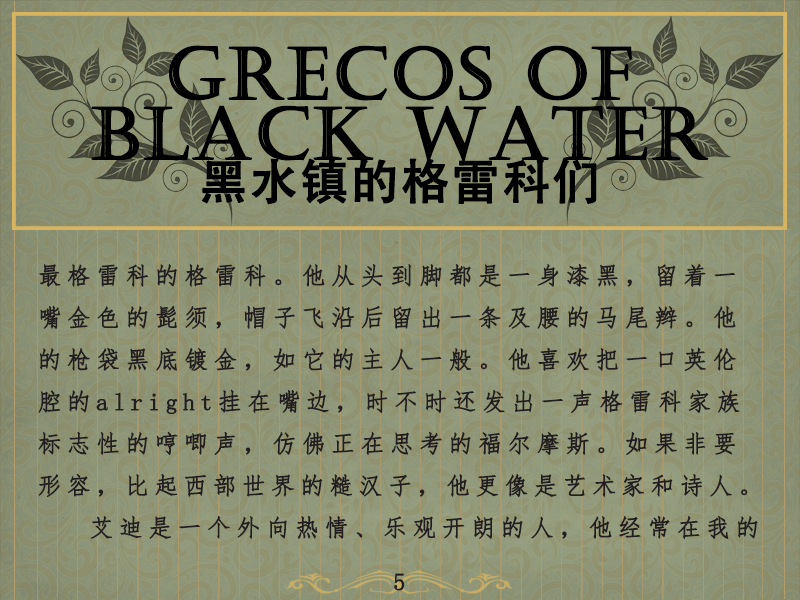 GRECOS OF
BLACK WATER
黑水镇的格雷科们
最格雷科的格雷科。他从头到脚都是一身漆黑，留着一
嘴金色的髭须，帽子飞沿后留出一条及腰的马尾辫。他
的枪袋黑底镀金，如它的主人一般。他喜欢把一口英伦
腔的alright挂在嘴边，时不时还发出一声格雷科家族
标志性的哼唧声，仿佛正在思考的福尔摩斯。如果非要
形容，比起西部世界的糙汉子，他更像是艺术家和诗人。
艾迪是一个外向热情、乐观开朗的人，他经常在我的
5